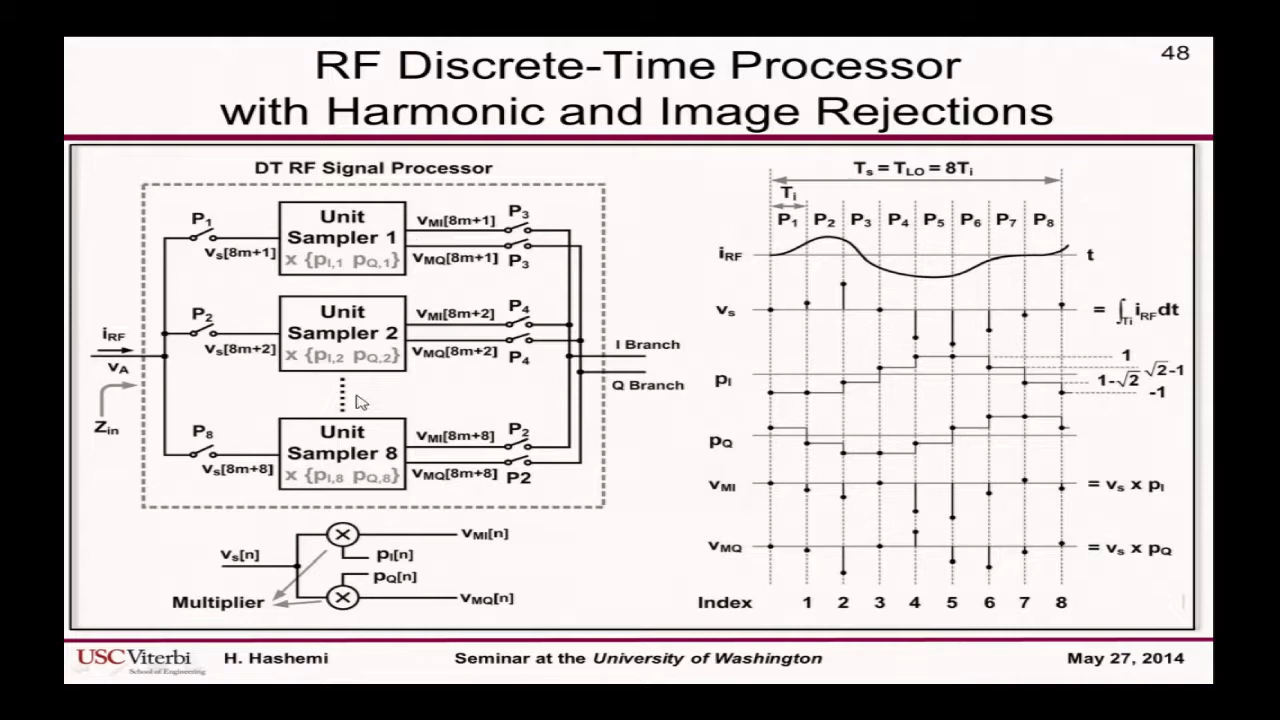 48
RF Discrete-Time Processor
with Harmonic and Image Rejections
DT RF Signal Processor
P1
Unit
Sampler 1
x {pI,1 pQ,1}
vs[8m+1]
vMI[8m+1]
vMQ[8m+1]
P3
P3
P2
Unit
Sampler 2
x {pI,2 pQ,2}
vs[8m+2]
vMI[8m+2]
vMQ[8m+2]
P4
P4
iRF
vA
Zin
I Branch
Q Branch
P8
Unit
Sampler 8
x {pI,8 pQ,8}
vs[8m+8]
vMI[8m+8]
vMQ[8m+8]
P2
P2
vs[n]
vMI[n]
pI[n]
pQ[n]
Multiplier
vMQ[n]
Ts = TLO = 8Ti
Ti
P1 P2 P3 P4 P5 P6 P7 P8
iRF t
vs = ∫Ti iRFdt
pI 1
√2-1
1-√2
-1
pQ
vMI = vs x pI
vMQ = vs x pQ
Index 1 2 3 4 5 6 7 8
USC Viterbi
School of Engineering
H. Hashemi
Seminar at the University of Washington
May 27, 2014